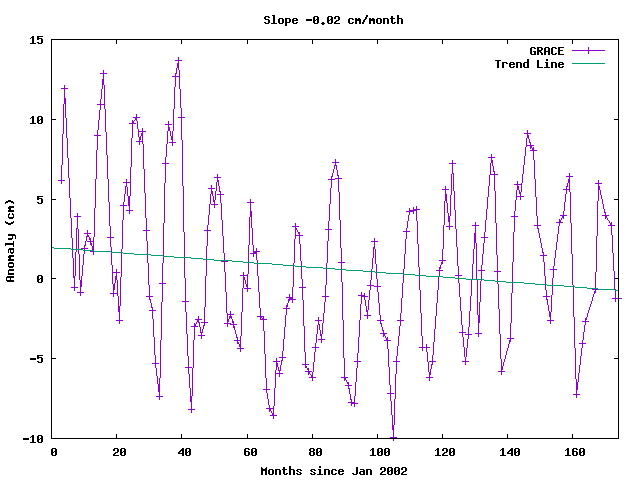 Slope -0.02 cm/month
GRACE
Trend Line
15
10
5
0
-5
-10
Anomaly (cm)
0 20 40 60 80 100 120 140 160
Months since Jan 2002